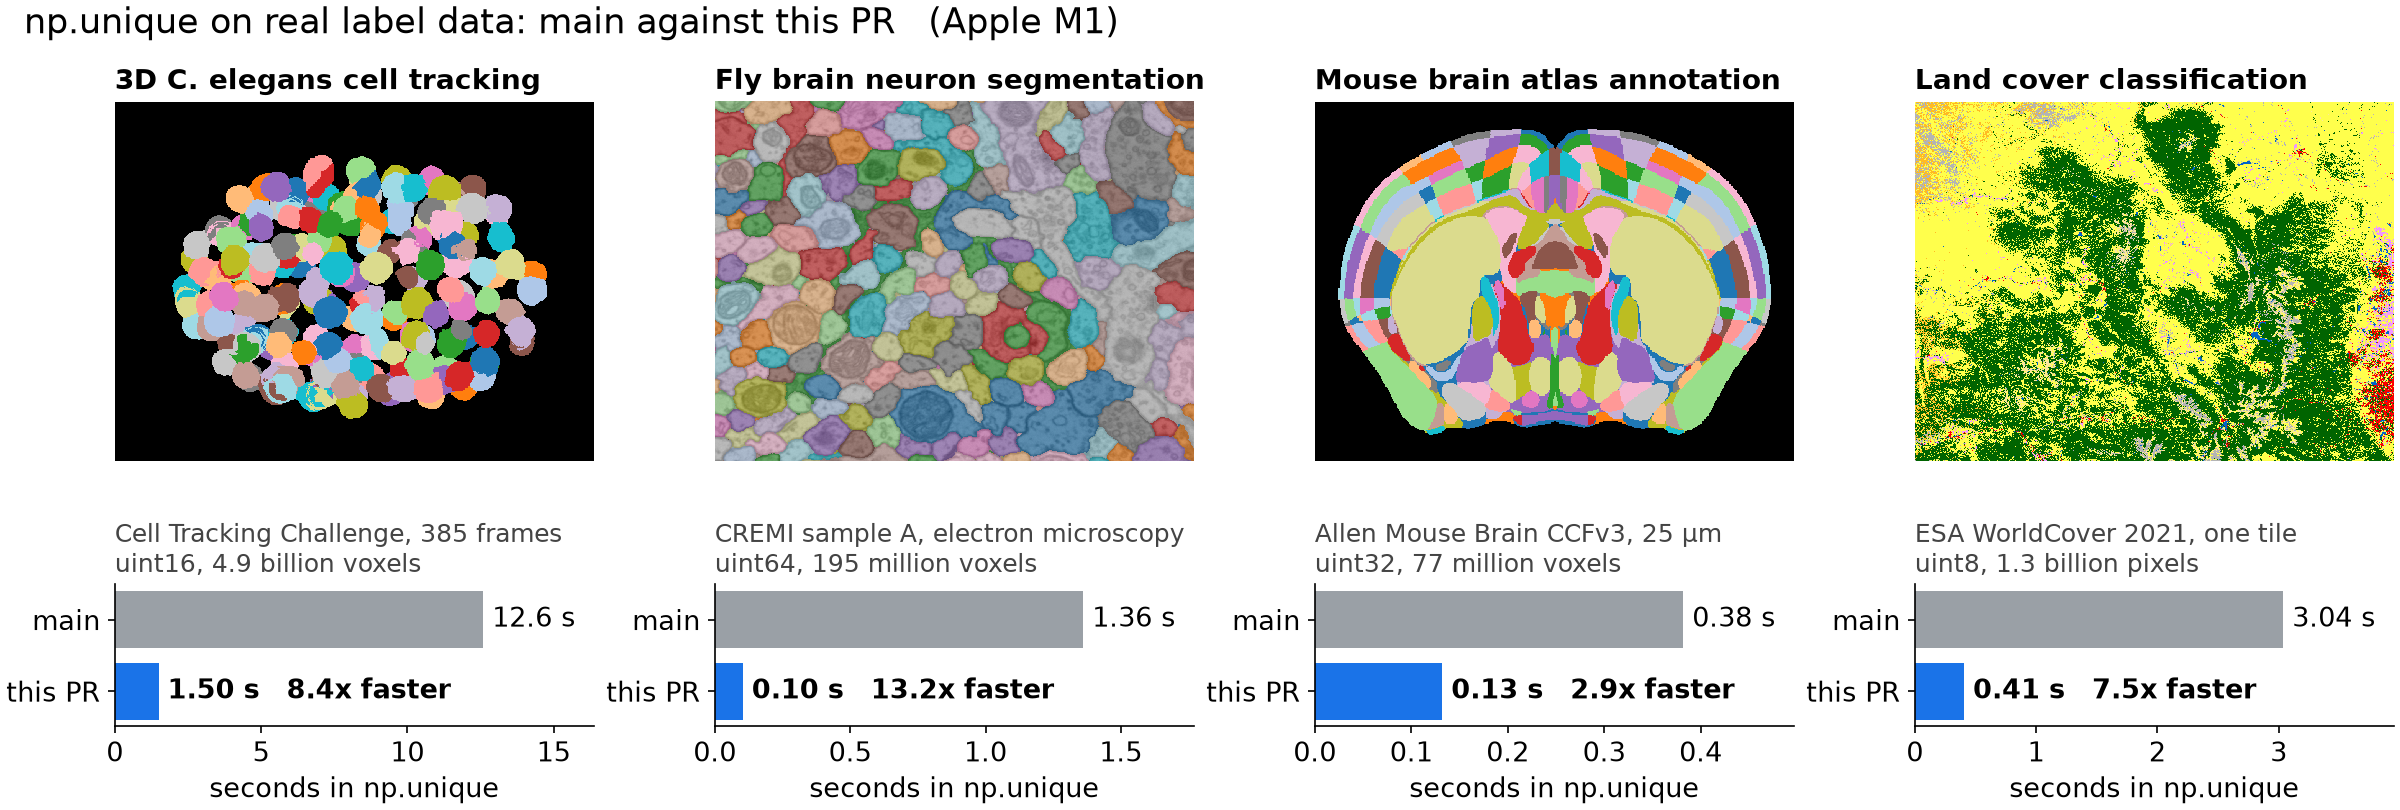 np.unique on real label data: main against this PR (Apple M1)
3D C. elegans cell tracking
Cell Tracking Challenge, 385 frames
uint16, 4.9 billion voxels
main
12.6 s
this PR
1.50 s 8.4x faster
0 5 10 15
seconds in np.unique
Fly brain neuron segmentation
CREMI sample A, electron microscopy
uint64, 195 million voxels
main
1.36 s
this PR
0.10 s 13.2x faster
0.0 0.5 1.0 1.5
seconds in np.unique
Mouse brain atlas annotation
Allen Mouse Brain CCFv3, 25 μm
uint32, 77 million voxels
main
0.38 s
this PR
0.13 s 2.9x faster
0.0 0.1 0.2 0.3 0.4
seconds in np.unique
Land cover classification
ESA WorldCover 2021, one tile
uint8, 1.3 billion pixels
main
3.04 s
this PR
0.41 s 7.5x faster
0 1 2 3
seconds in np.unique